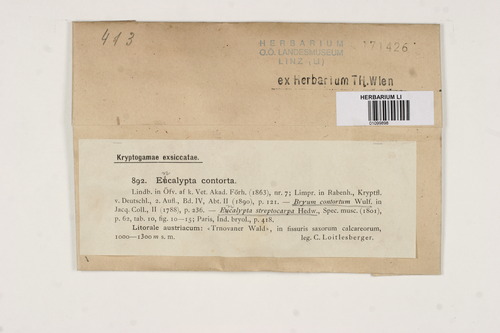 413
HERBARIUM
O.Ö. LANDESMUSEUM
LINZ (LI)
171426
ex Herbarium TH.Wien
HERBARIUM LI
Kryptogamae exsiccatae.
892. Eucalypta contorta.
Lindb. in Öfv. af k. Vet. Akad. Förh. (1863), nr. 7; Limpr. in Rabenh., Kryptfl.
v. Deutschl., 2. Aufl., Bd. IV, Abt. II (1890), p. 121. — Bryum contortum Wulf. in
Jacq. Coll., II (1788), p. 236. — Eucalypta streptocarpa Hedw., Spec. musc. (1801),
p. 62, tab. 10, fig. 10—15; Paris, Ind. bryol., p. 418.
Litorale austriacum: «Trnovaner Wald», in fissuris saxorum calcareorum,
1000—1300 m s. m. leg. C. Loitlesberger.